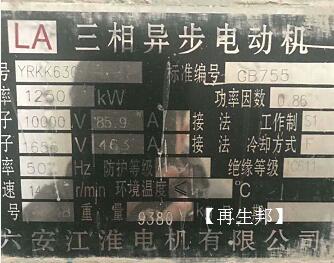 LA 三相异步电动机
号 YRKK630 标准编号 GB755
率 1250 kW 功率因数 0.86
子 10000 V 85.9 A 接法 工作制 S1
子 1656 V 463 A 接法 冷却方式
率 50 Hz 防护等级 绝缘等级
速 r/min 环境温度 ≤ ℃
重量 9380
【再生邦】
六安江淮电机有限公司